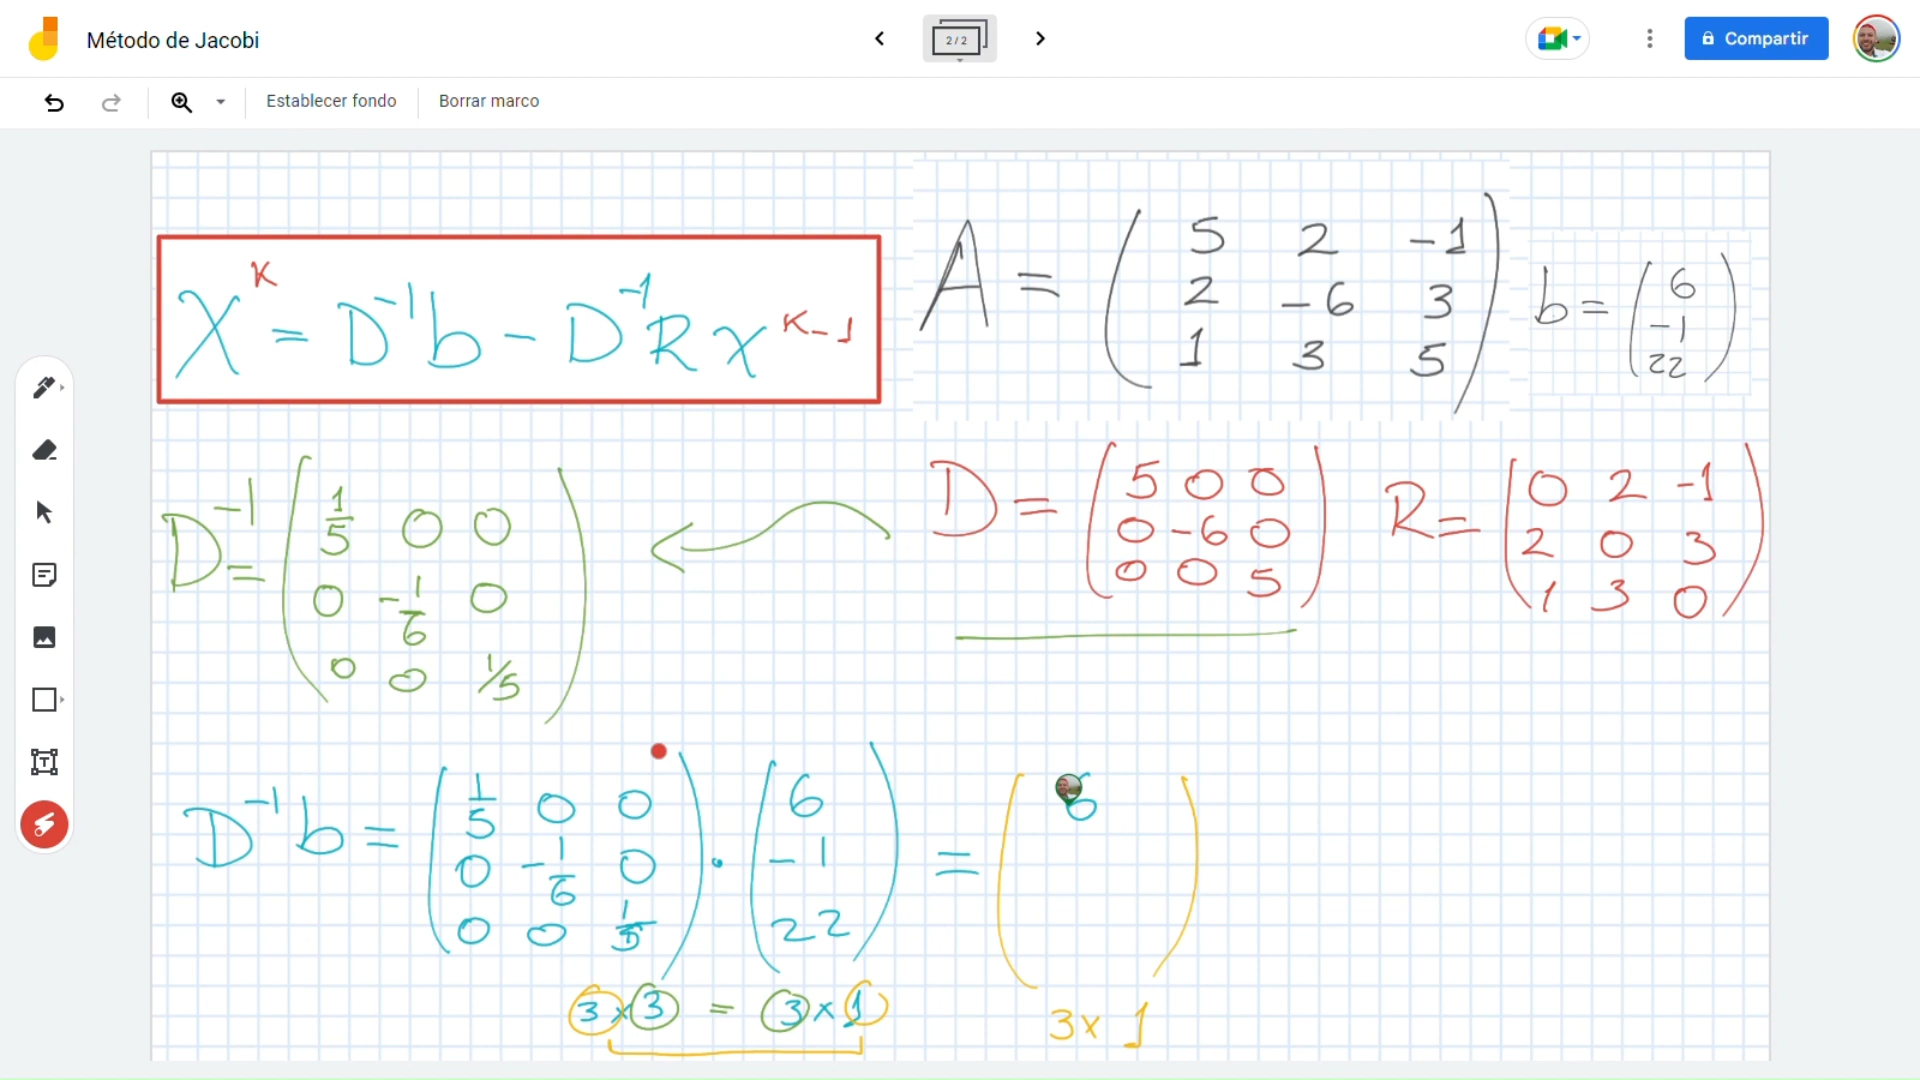 Método de Jacobi
2 / 2
Compartir
Establecer fondo
Borrar marco
X^K = D^-1 b - D^-1 R x^K-1
A = ( 5 2 -1
2 -6 3
1 3 5 )
b = ( 6
-1
22 )
D^-1 = ( 1/5 0 0
0 -1/6 0
0 0 1/5 )
D = ( 5 0 0
0 -6 0
0 0 5 )
R = ( 0 2 -1
2 0 3
1 3 0 )
D^-1 b = ( 1/5 0 0
0 -1/6 0
0 0 1/5 ) · ( 6
-1
22 ) = ( 6 )
3x3 = 3x1
3x1